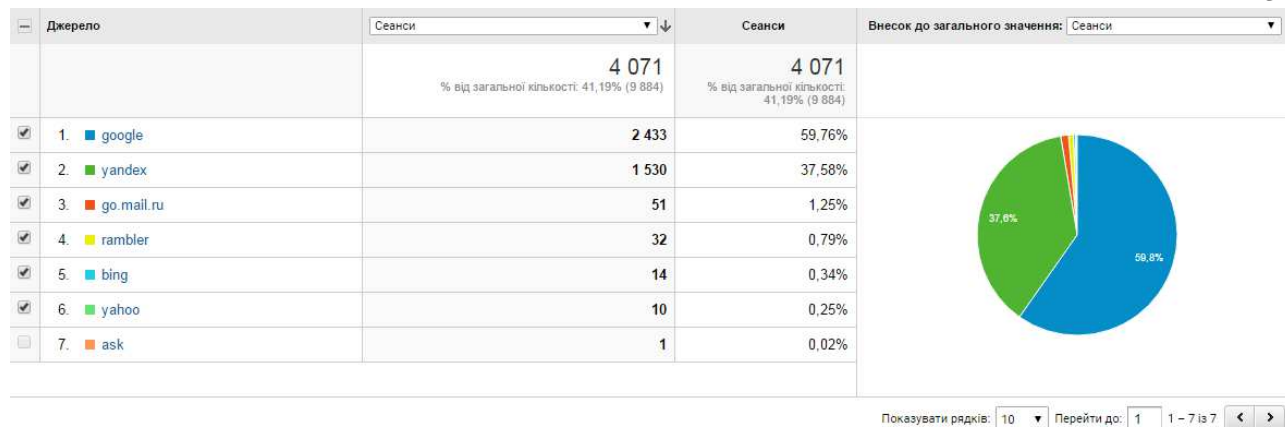 Джерело Сеанси Сеанси Внесок до загального значення: Сеанси
4 071 4 071
% від загальної кількості: 41,19% (9 884) % від загальної кількості:
41,19% (9 884)
1. google 2 433 59,76%
2. yandex 1 530 37,58%
3. go.mail.ru 51 1,25%
4. rambler 32 0,79%
5. bing 14 0,34%
6. yahoo 10 0,25%
7. ask 1 0,02%
37,6%
59,8%
Показувати рядків: 10 Перейти до: 1 1 – 7 із 7